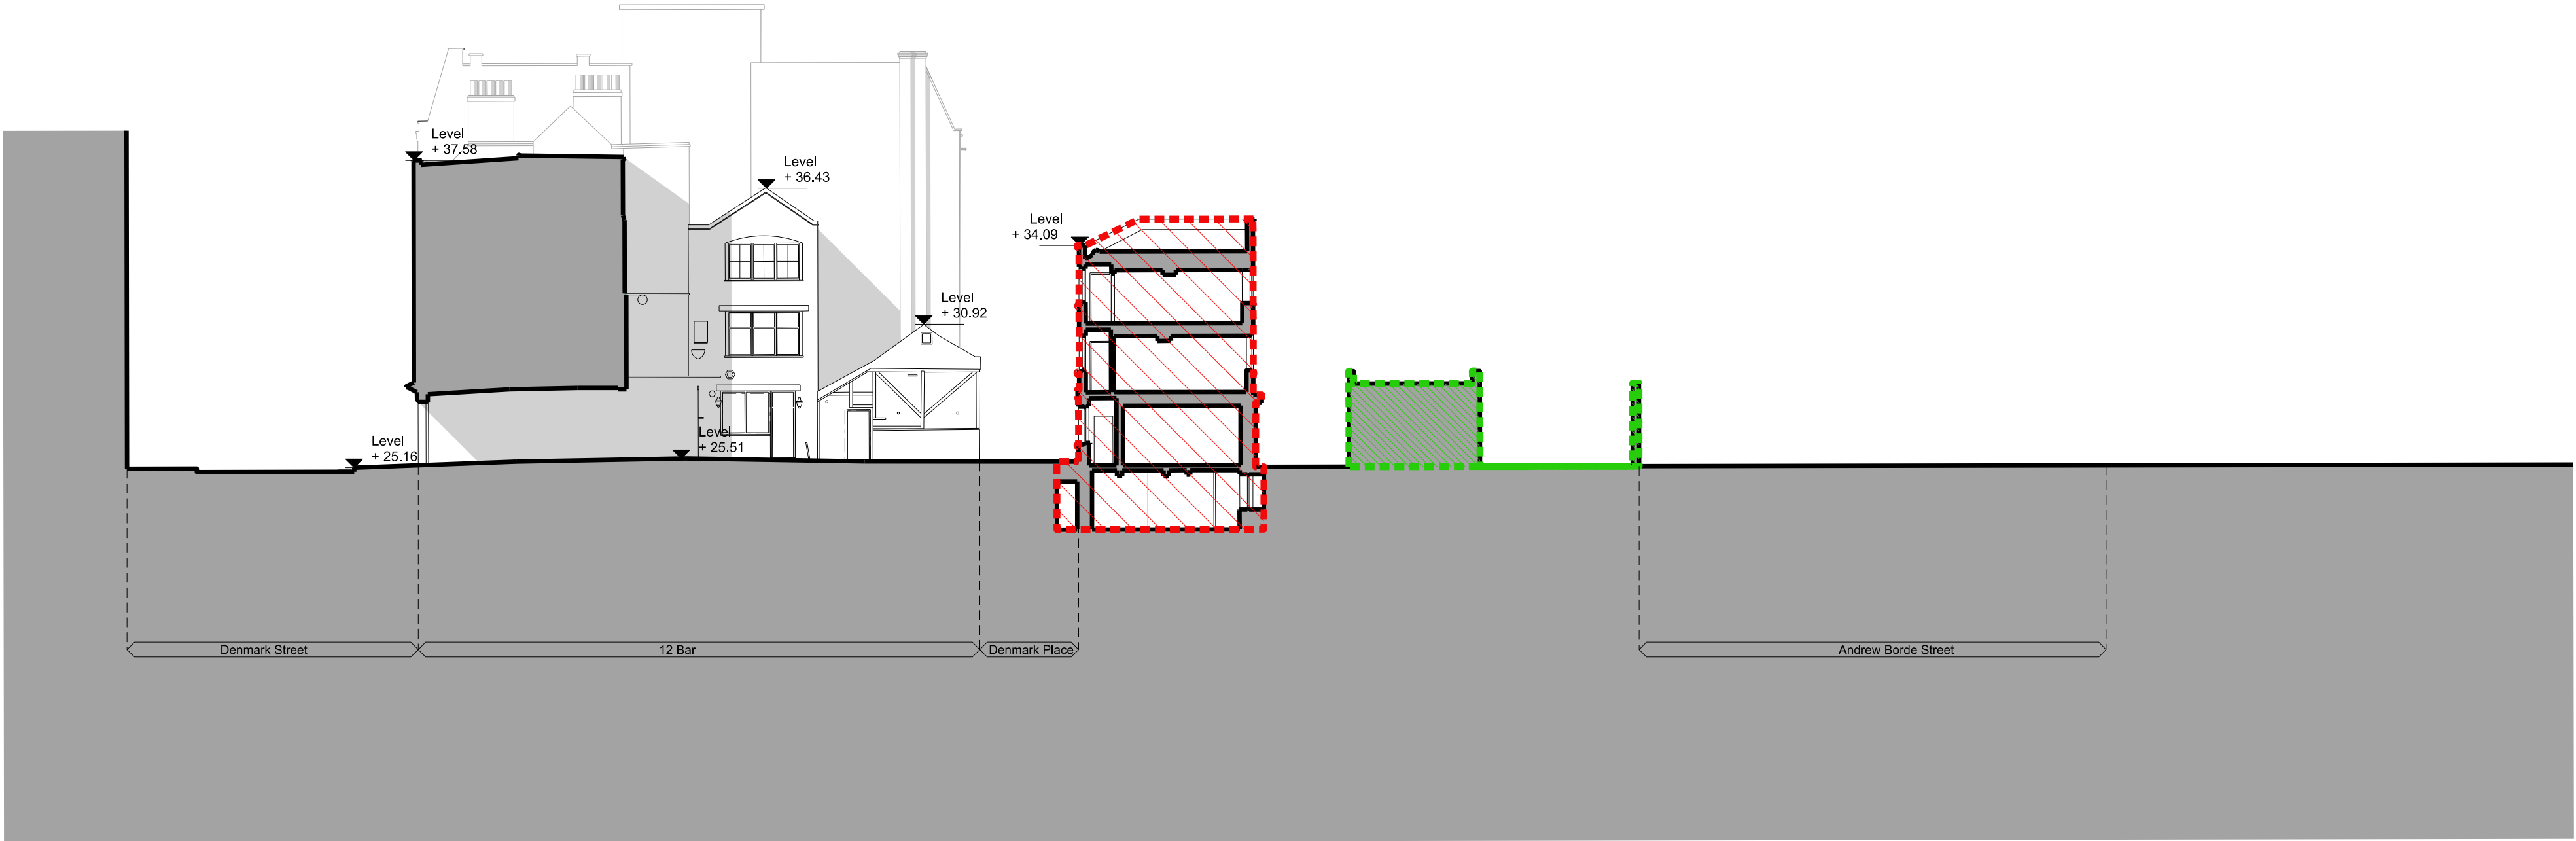 Level
+ 37.58
Level
+ 36.43
Level
+ 34.09
Level
+ 30.92
Level
+ 25.51
Level
+ 25.16
Denmark Street
12 Bar
Denmark Place
Andrew Borde Street